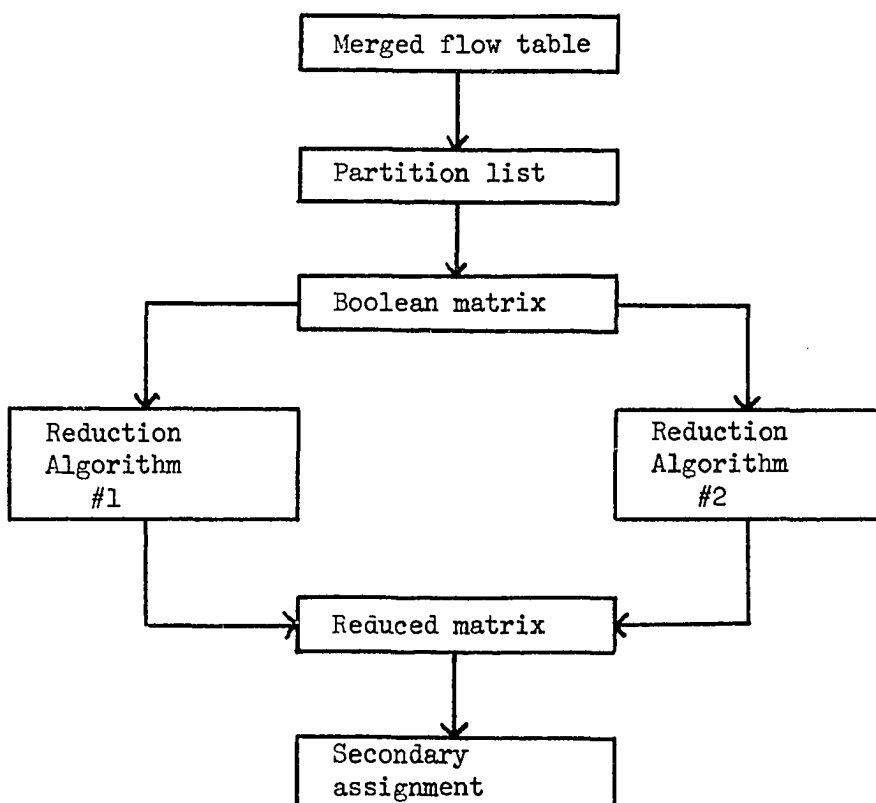 Merged flow table
Partition list
Boolean matrix
Reduction
Algorithm
#1
Reduction
Algorithm
#2
Reduced matrix
Secondary
assignment